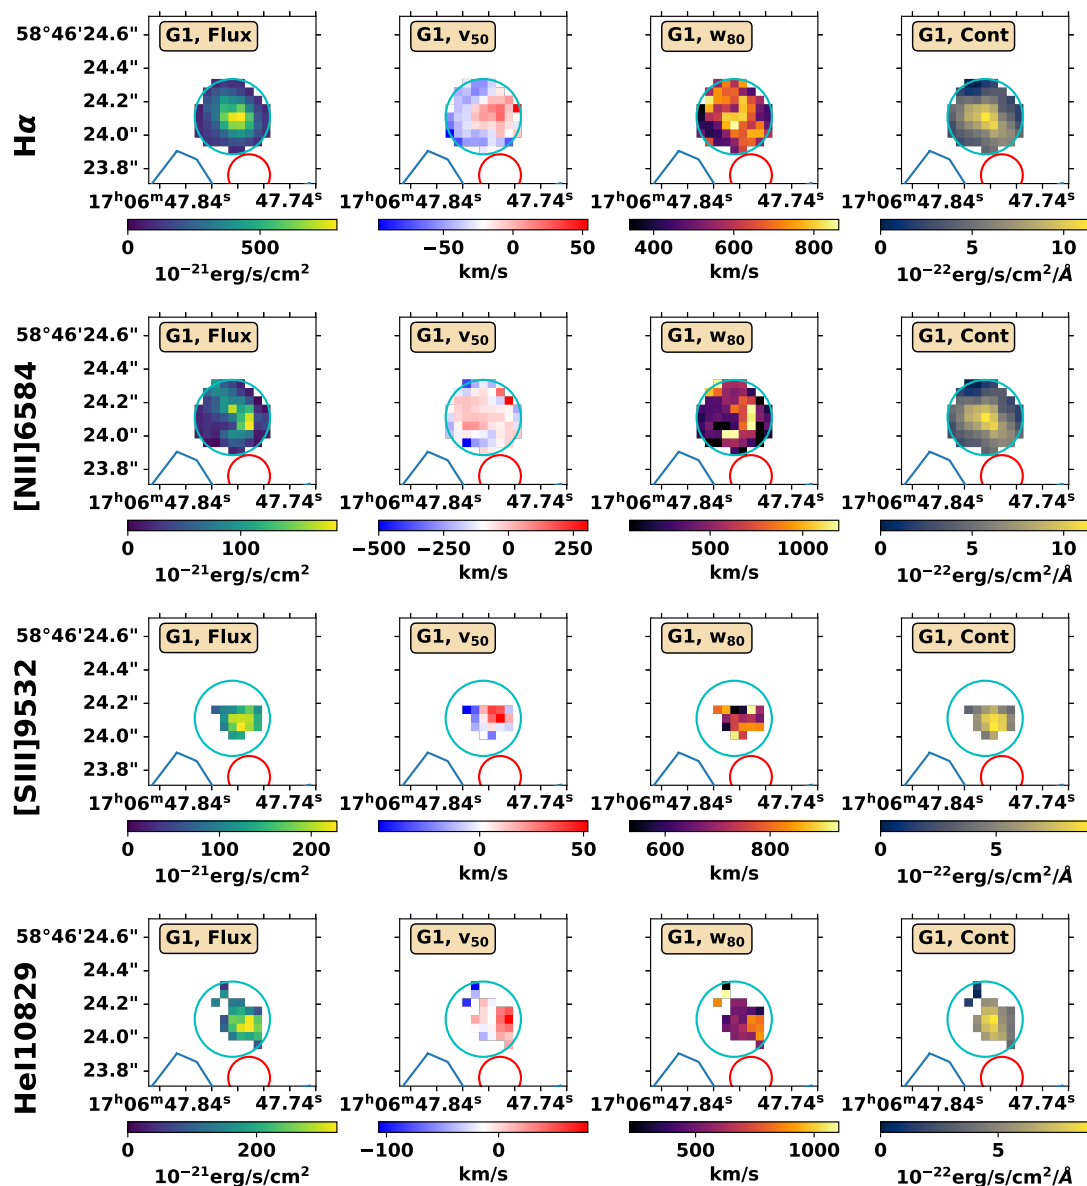 G1, Flux G1, v₅₀ G1, w₈₀ G1, Cont
58°46'24.6"
24.4"
24.2"
24.0"
23.8"
Hα
17ʰ06ᵐ47.84ˢ 47.74ˢ 17ʰ06ᵐ47.84ˢ 47.74ˢ 17ʰ06ᵐ47.84ˢ 47.74ˢ 17ʰ06ᵐ47.84ˢ 47.74ˢ
0 500 −50 0 50 400 600 800 0 5 10
10⁻²¹erg/s/cm² km/s km/s 10⁻²²erg/s/cm²/Å
G1, Flux G1, v₅₀ G1, w₈₀ G1, Cont
58°46'24.6"
24.4"
24.2"
24.0"
23.8"
[NII]6584
17ʰ06ᵐ47.84ˢ 47.74ˢ 17ʰ06ᵐ47.84ˢ 47.74ˢ 17ʰ06ᵐ47.84ˢ 47.74ˢ 17ʰ06ᵐ47.84ˢ 47.74ˢ
0 100 −500 −250 0 250 500 1000 0 5 10
10⁻²¹erg/s/cm² km/s km/s 10⁻²²erg/s/cm²/Å
G1, Flux G1, v₅₀ G1, w₈₀ G1, Cont
58°46'24.6"
24.4"
24.2"
24.0"
23.8"
[SIII]9532
17ʰ06ᵐ47.84ˢ 47.74ˢ 17ʰ06ᵐ47.84ˢ 47.74ˢ 17ʰ06ᵐ47.84ˢ 47.74ˢ 17ʰ06ᵐ47.84ˢ 47.74ˢ
0 100 200 0 50 600 800 0 5
10⁻²¹erg/s/cm² km/s km/s 10⁻²²erg/s/cm²/Å
G1, Flux G1, v₅₀ G1, w₈₀ G1, Cont
58°46'24.6"
24.4"
24.2"
24.0"
23.8"
HeI10829
17ʰ06ᵐ47.84ˢ 47.74ˢ 17ʰ06ᵐ47.84ˢ 47.74ˢ 17ʰ06ᵐ47.84ˢ 47.74ˢ 17ʰ06ᵐ47.84ˢ 47.74ˢ
0 200 −100 0 500 1000 0 5
10⁻²¹erg/s/cm² km/s km/s 10⁻²²erg/s/cm²/Å